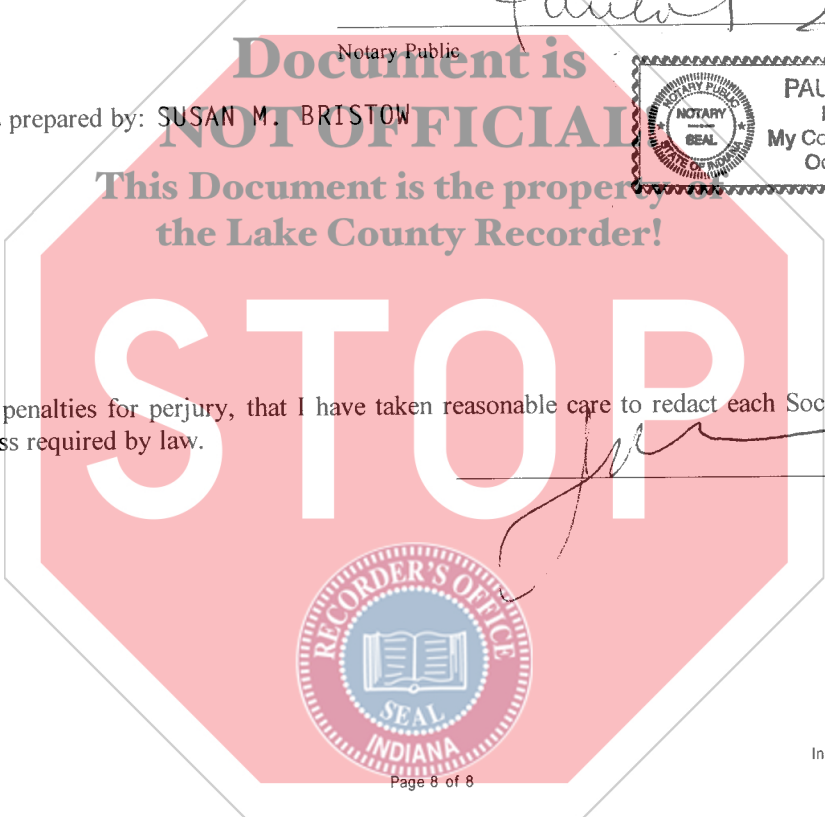 Notary Public
Document is
s prepared by: SUSAN M. BRISTOW
NOT OFFICIAL!
This Document is the property of
the Lake County Recorder!
NOTARY PUBLIC
NOTARY
SEAL
STATE OF INDIANA
PAU
My Co
Oc
STOP
penalties for perjury, that I have taken reasonable care to redact each Soc
ss required by law.
RECORDER'S OFFICE
SEAL
INDIANA
In
Page 8 of 8